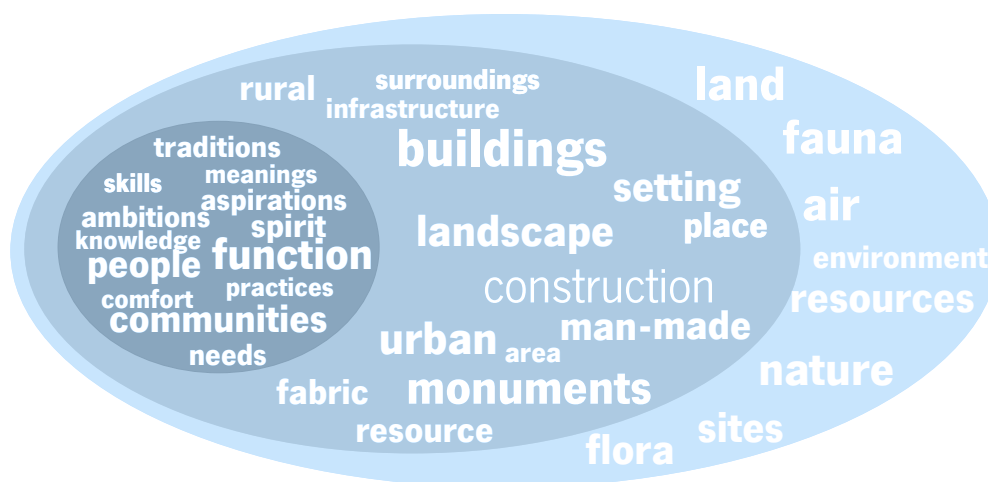 rural
surroundings
infrastructure
buildings
setting
place
landscape
construction
man-made
urban
area
monuments
fabric
resource
traditions
skills
meanings
aspirations
ambitions
spirit
knowledge
function
people
practices
comfort
communities
needs
land
fauna
air
environment
resources
nature
sites
flora